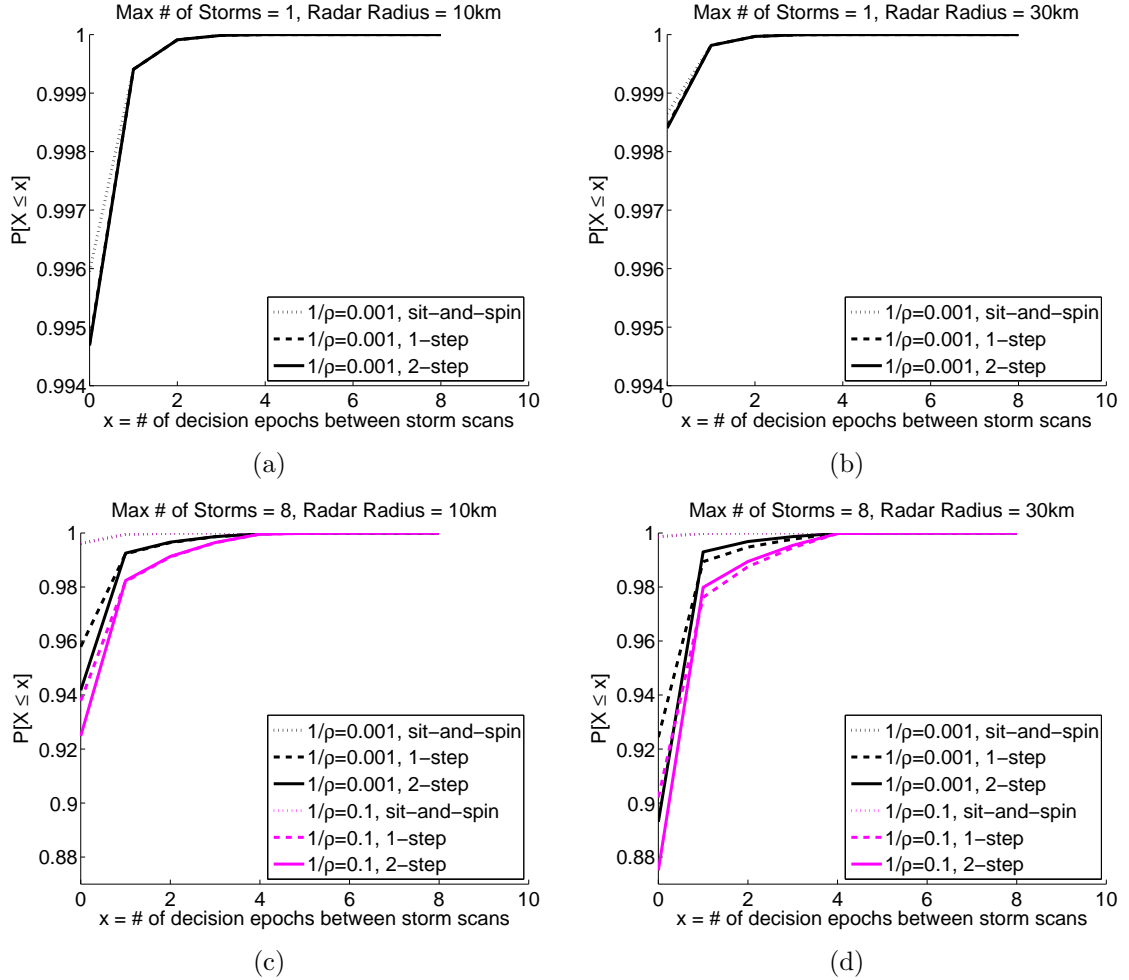 Max # of Storms = 1, Radar Radius = 10km
1
0.999
0.998
0.997
0.996
0.995
0.994
P[X ≤ x]
1/ρ=0.001, sit−and−spin
1/ρ=0.001, 1−step
1/ρ=0.001, 2−step
0 2 4 6 8 10
x = # of decision epochs between storm scans
(a)
Max # of Storms = 1, Radar Radius = 30km
1
0.999
0.998
0.997
0.996
0.995
0.994
P[X ≤ x]
1/ρ=0.001, sit−and−spin
1/ρ=0.001, 1−step
1/ρ=0.001, 2−step
0 2 4 6 8 10
x = # of decision epochs between storm scans
(b)
Max # of Storms = 8, Radar Radius = 10km
1
0.98
0.96
0.94
0.92
0.9
0.88
P[X ≤ x]
1/ρ=0.001, sit−and−spin
1/ρ=0.001, 1−step
1/ρ=0.001, 2−step
1/ρ=0.1, sit−and−spin
1/ρ=0.1, 1−step
1/ρ=0.1, 2−step
0 2 4 6 8 10
x = # of decision epochs between storm scans
(c)
Max # of Storms = 8, Radar Radius = 30km
1
0.98
0.96
0.94
0.92
0.9
0.88
P[X ≤ x]
1/ρ=0.001, sit−and−spin
1/ρ=0.001, 1−step
1/ρ=0.001, 2−step
1/ρ=0.1, sit−and−spin
1/ρ=0.1, 1−step
1/ρ=0.1, 2−step
0 2 4 6 8 10
x = # of decision epochs between storm scans
(d)